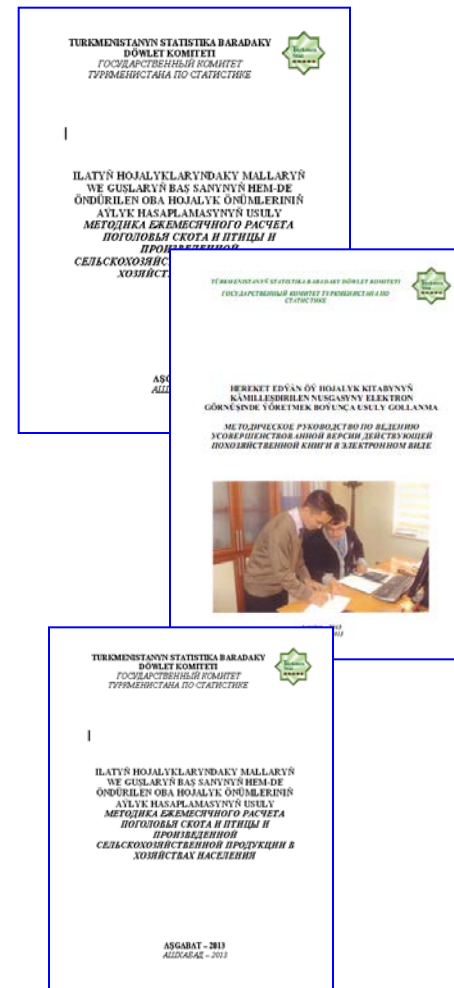 TURKMENISTANYN STATISTIKA BARADAKY
DÖWLET KOMITETI
ГОСУДАРСТВЕННЫЙ КОМИТЕТ
ТУРКМЕНИСТАНА ПО СТАТИСТИКЕ
ILATYŇ HOJALYKLARYNDAKY MALLARYŇ
WE GUŞLARYŇ BAŞ SANYNYŇ HEM-DE
ÖNDÜRILEN OBA HOJALYK ÖNÜMLERINIŇ
AÝLYK HASAPLAMASYNYŇ USULY
МЕТОДИКА ЕЖЕМЕСЯЧНОГО РАСЧЕТА
ПОГОЛОВЬЯ СКОТА И ПТИЦЫ И
TÜRKMENISTANYŇ STATISTIKA BARADAKY DÖWLET KOMITETI
ГОСУДАРСТВЕННЫЙ КОМИТЕТ ТУРКМЕНИСТАНА ПО
СТАТИСТИКЕ
HEREKET EDÝÄN ÖÝ HOJALYK KITABYNYŇ
KÄMILLEŞDIRILEN NUSGASYNY ELEKTRON
GÖRNÜŞINDE ÝÖRETMEK BOÝUNÇA USULY GOLLANMA
МЕТОДИЧЕСКОЕ РУКОВОДСТВО ПО ВЕДЕНИЮ
УСОВЕРШЕНСТВОВАННОЙ ВЕРСИИ ДЕЙСТВУЮЩЕЙ
ПОХОЗЯЙСТВЕННОЙ КНИГИ В ЭЛЕКТРОННОМ ВИДЕ
TURKMENISTANYN STATISTIKA BARADAKY
DÖWLET KOMITETI
ГОСУДАРСТВЕННЫЙ КОМИТЕТ
ТУРКМЕНИСТАНА ПО СТАТИСТИКЕ
ILATYŇ HOJALYKLARYNDAKY MALLARYŇ
WE GUŞLARYŇ BAŞ SANYNYŇ HEM-DE
ÖNDÜRILEN OBA HOJALYK ÖNÜMLERINIŇ
AÝLYK HASAPLAMASYNYŇ USULY
МЕТОДИКА ЕЖЕМЕСЯЧНОГО РАСЧЕТА
ПОГОЛОВЬЯ СКОТА И ПТИЦЫ И
ПРОИЗВЕДЕННОЙ
СЕЛЬСКОХОЗЯЙСТВЕННОЙ ПРОДУКЦИИ В
ХОЗЯЙСТВАХ НАСЕЛЕНИЯ
AŞGABAT – 2013
АШХАБАД – 2013